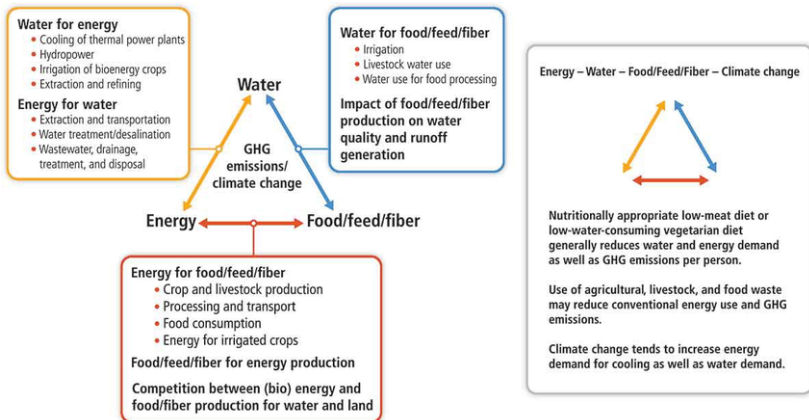 Water for energy
• Cooling of thermal power plants
• Hydropower
• Irrigation of bioenergy crops
• Extraction and refining
Energy for water
• Extraction and transportation
• Water treatment/desalination
• Wastewater, drainage,
treatment, and disposal
Water
GHG
emissions/
climate change
Energy
Food/feed/fiber
Water for food/feed/fiber
• Irrigation
• Livestock water use
• Water use for food processing
Impact of food/feed/fiber
production on water
quality and runoff
generation
Energy for food/feed/fiber
• Crop and livestock production
• Processing and transport
• Food consumption
• Energy for irrigated crops
Food/feed/fiber for energy production
Competition between (bio) energy and
food/fiber production for water and land
Energy – Water – Food/Feed/Fiber – Climate change
Nutritionally appropriate low-meat diet or
low-water-consuming vegetarian diet
generally reduces water and energy demand
as well as GHG emissions per person.
Use of agricultural, livestock, and food waste
may reduce conventional energy use and GHG
emissions.
Climate change tends to increase energy
demand for cooling as well as water demand.